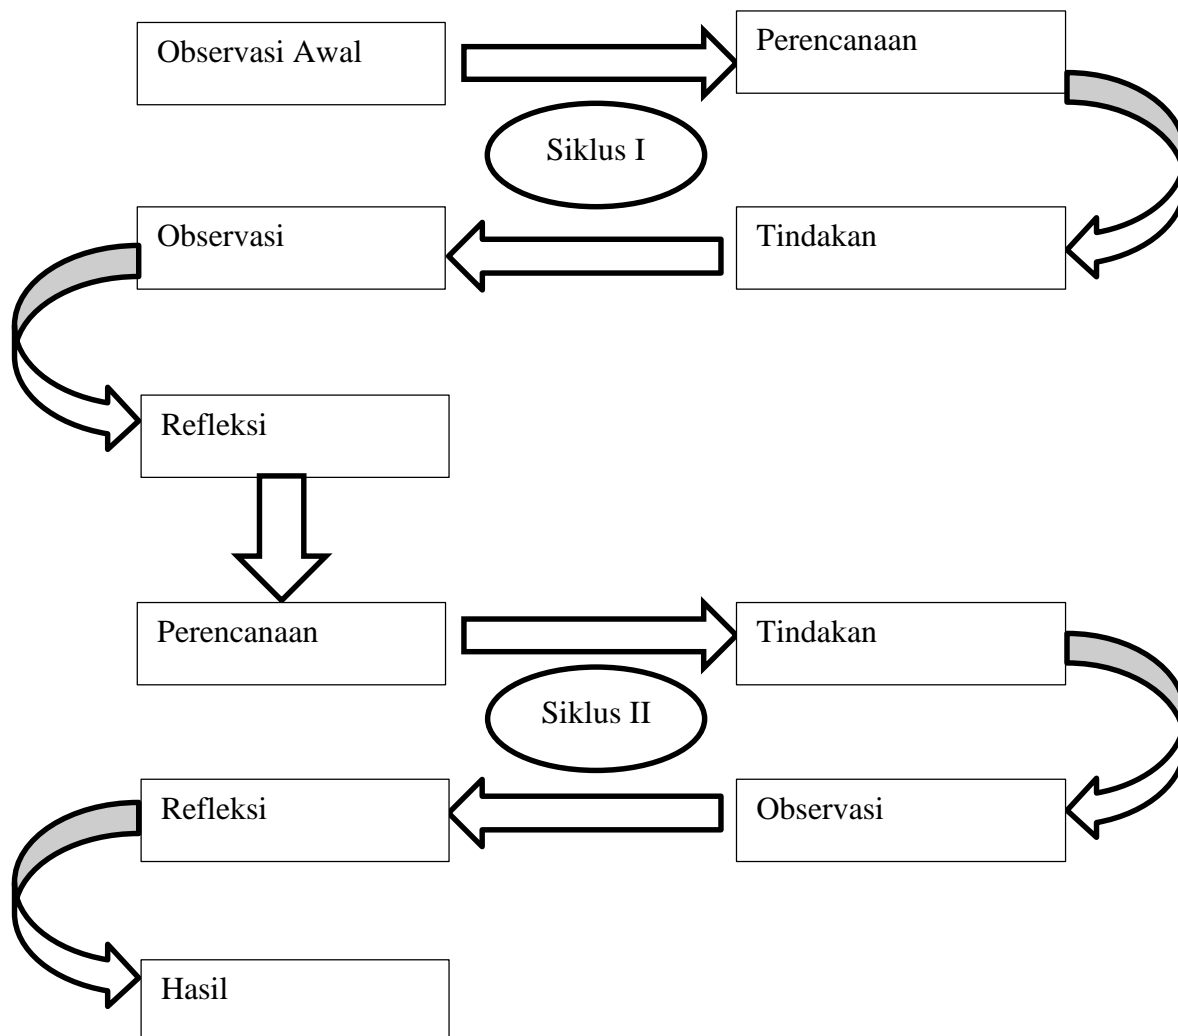 Observasi Awal
Perencanaan
Siklus I
Observasi
Tindakan
Refleksi
Perencanaan
Tindakan
Siklus II
Refleksi
Observasi
Hasil